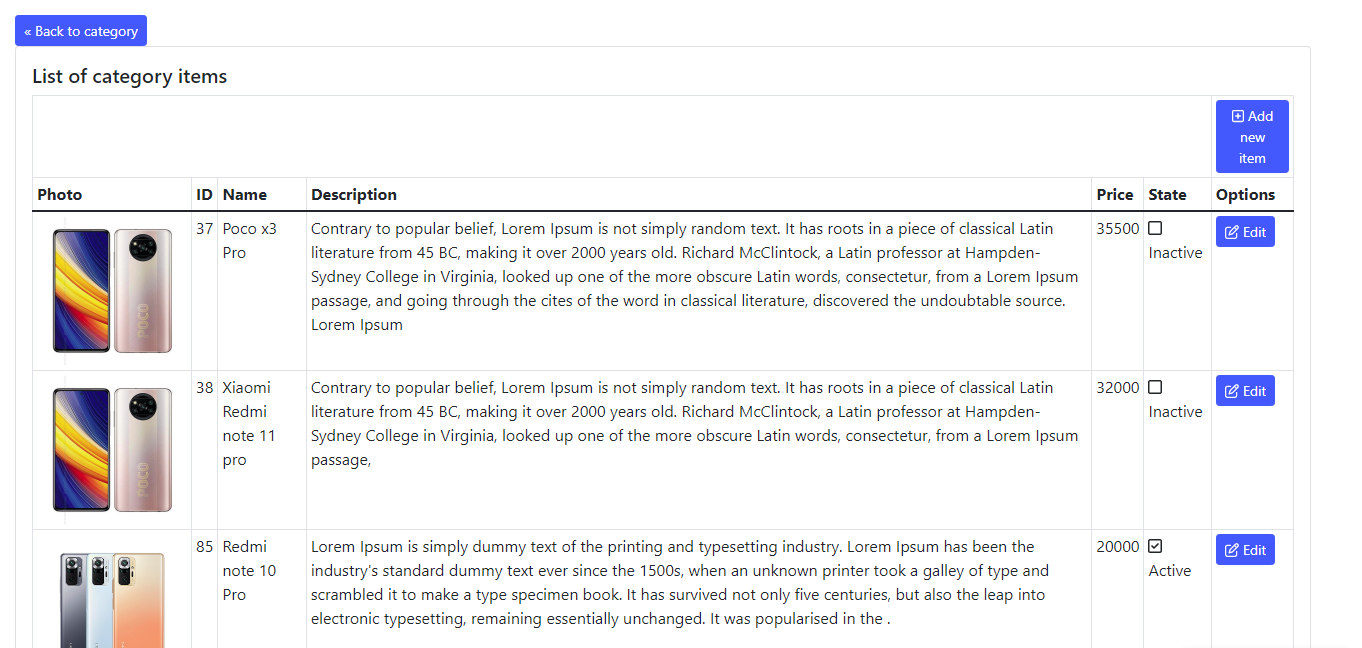 « Back to category
List of category items
Add
new
item
Photo ID Name Description Price State Options
37 Poco x3 Contrary to popular belief, Lorem Ipsum is not simply random text. It has roots in a piece of classical Latin 35500 Edit
Pro literature from 45 BC, making it over 2000 years old. Richard McClintock, a Latin professor at Hampden- Inactive
Sydney College in Virginia, looked up one of the more obscure Latin words, consectetur, from a Lorem Ipsum
passage, and going through the cites of the word in classical literature, discovered the undoubtable source.
POCO Lorem Ipsum
38 Xiaomi Contrary to popular belief, Lorem Ipsum is not simply random text. It has roots in a piece of classical Latin 32000 Edit
Redmi literature from 45 BC, making it over 2000 years old. Richard McClintock, a Latin professor at Hampden- Inactive
note 11 Sydney College in Virginia, looked up one of the more obscure Latin words, consectetur, from a Lorem Ipsum
pro passage,
POCO
85 Redmi Lorem Ipsum is simply dummy text of the printing and typesetting industry. Lorem Ipsum has been the 20000 Edit
note 10 industry's standard dummy text ever since the 1500s, when an unknown printer took a galley of type and Active
Pro scrambled it to make a type specimen book. It has survived not only five centuries, but also the leap into
electronic typesetting, remaining essentially unchanged. It was popularised in the .